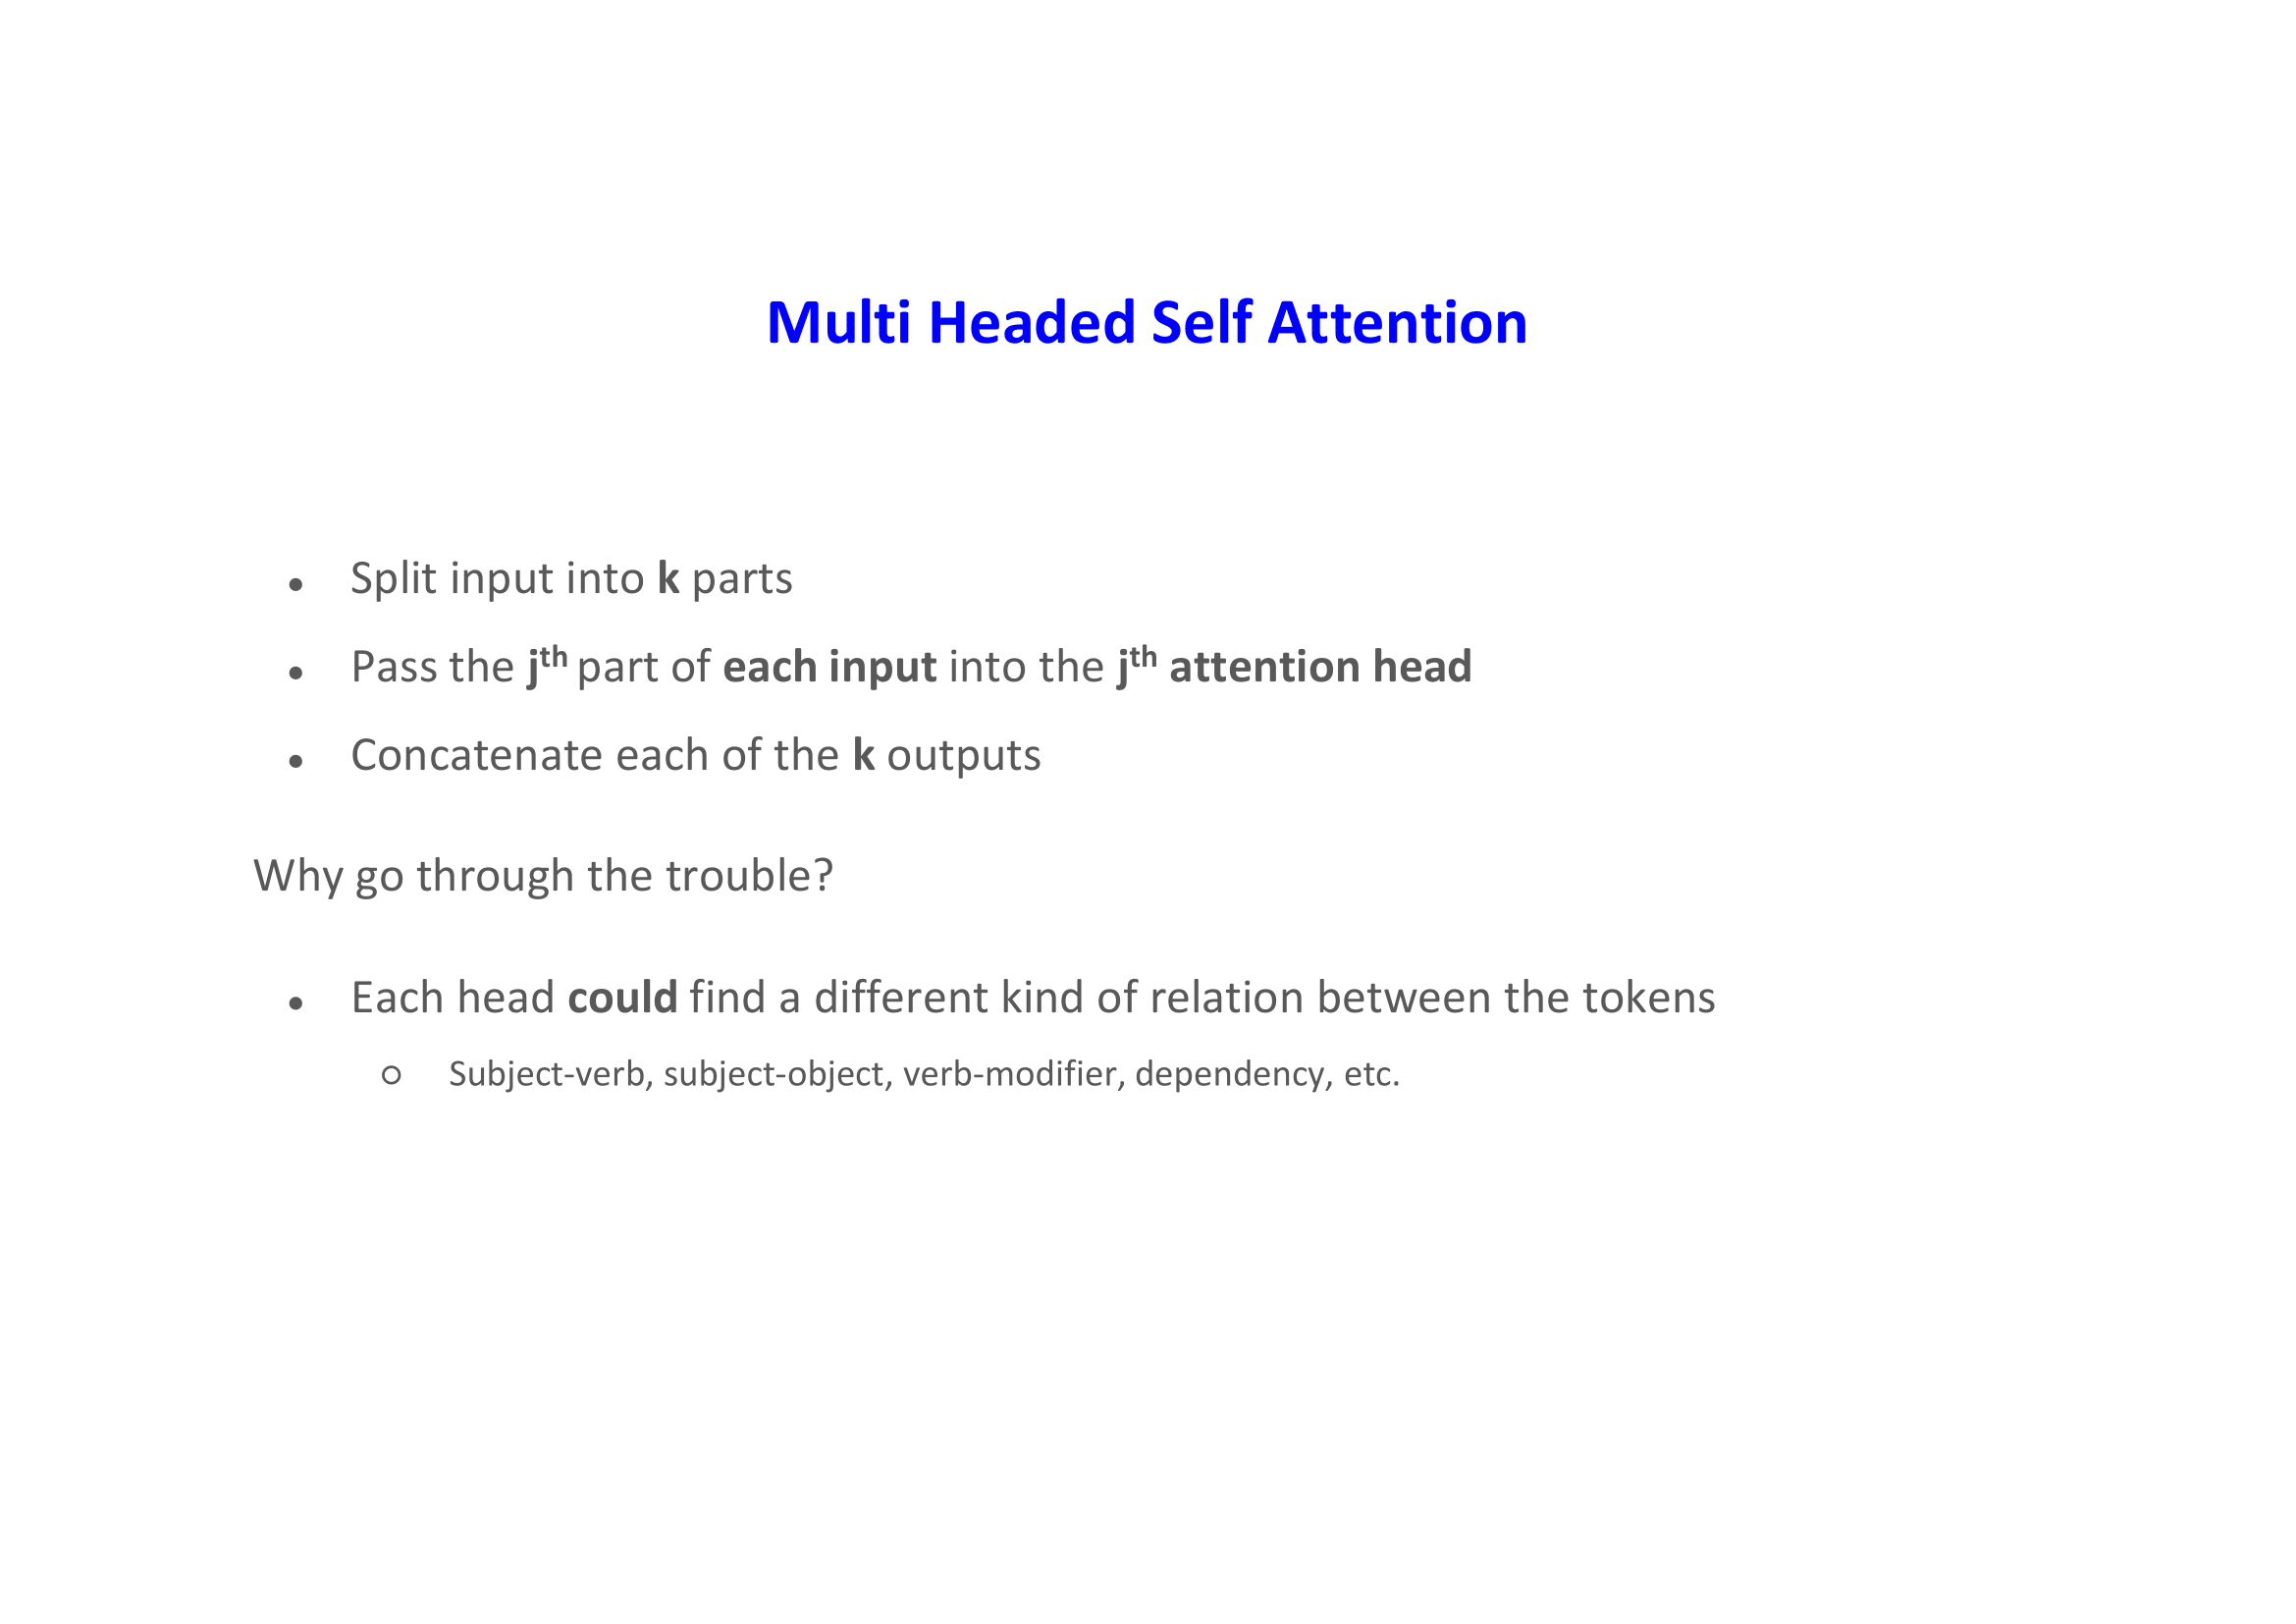 Multi Headed Self Attention
• Split input into k parts
• Pass the jᵗʰ part of each input into the jᵗʰ attention head
• Concatenate each of the k outputs
Why go through the trouble?
• Each head could find a different kind of relation between the tokens
○ Subject-verb, subject-object, verb-modifier, dependency, etc.